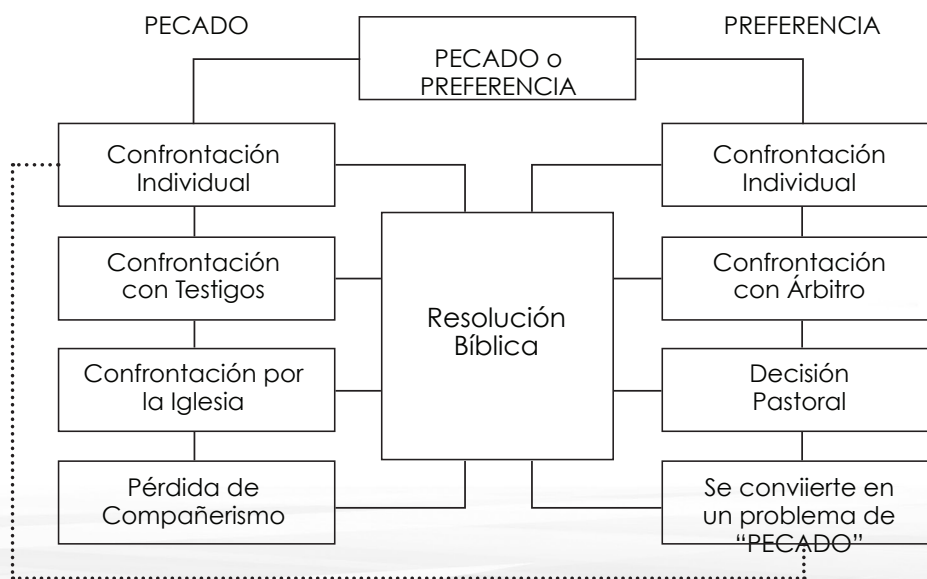 PECADO
PREFERENCIA
PECADO o
PREFERENCIA
Confrontación
Individual
Confrontación
Individual
Confrontación
con Testigos
Confrontación
con Árbitro
Resolución
Bíblica
Confrontación por
la Iglesia
Decisión
Pastoral
Pérdida de
Compañerismo
Se conviierte en
un problema de
“PECADO”